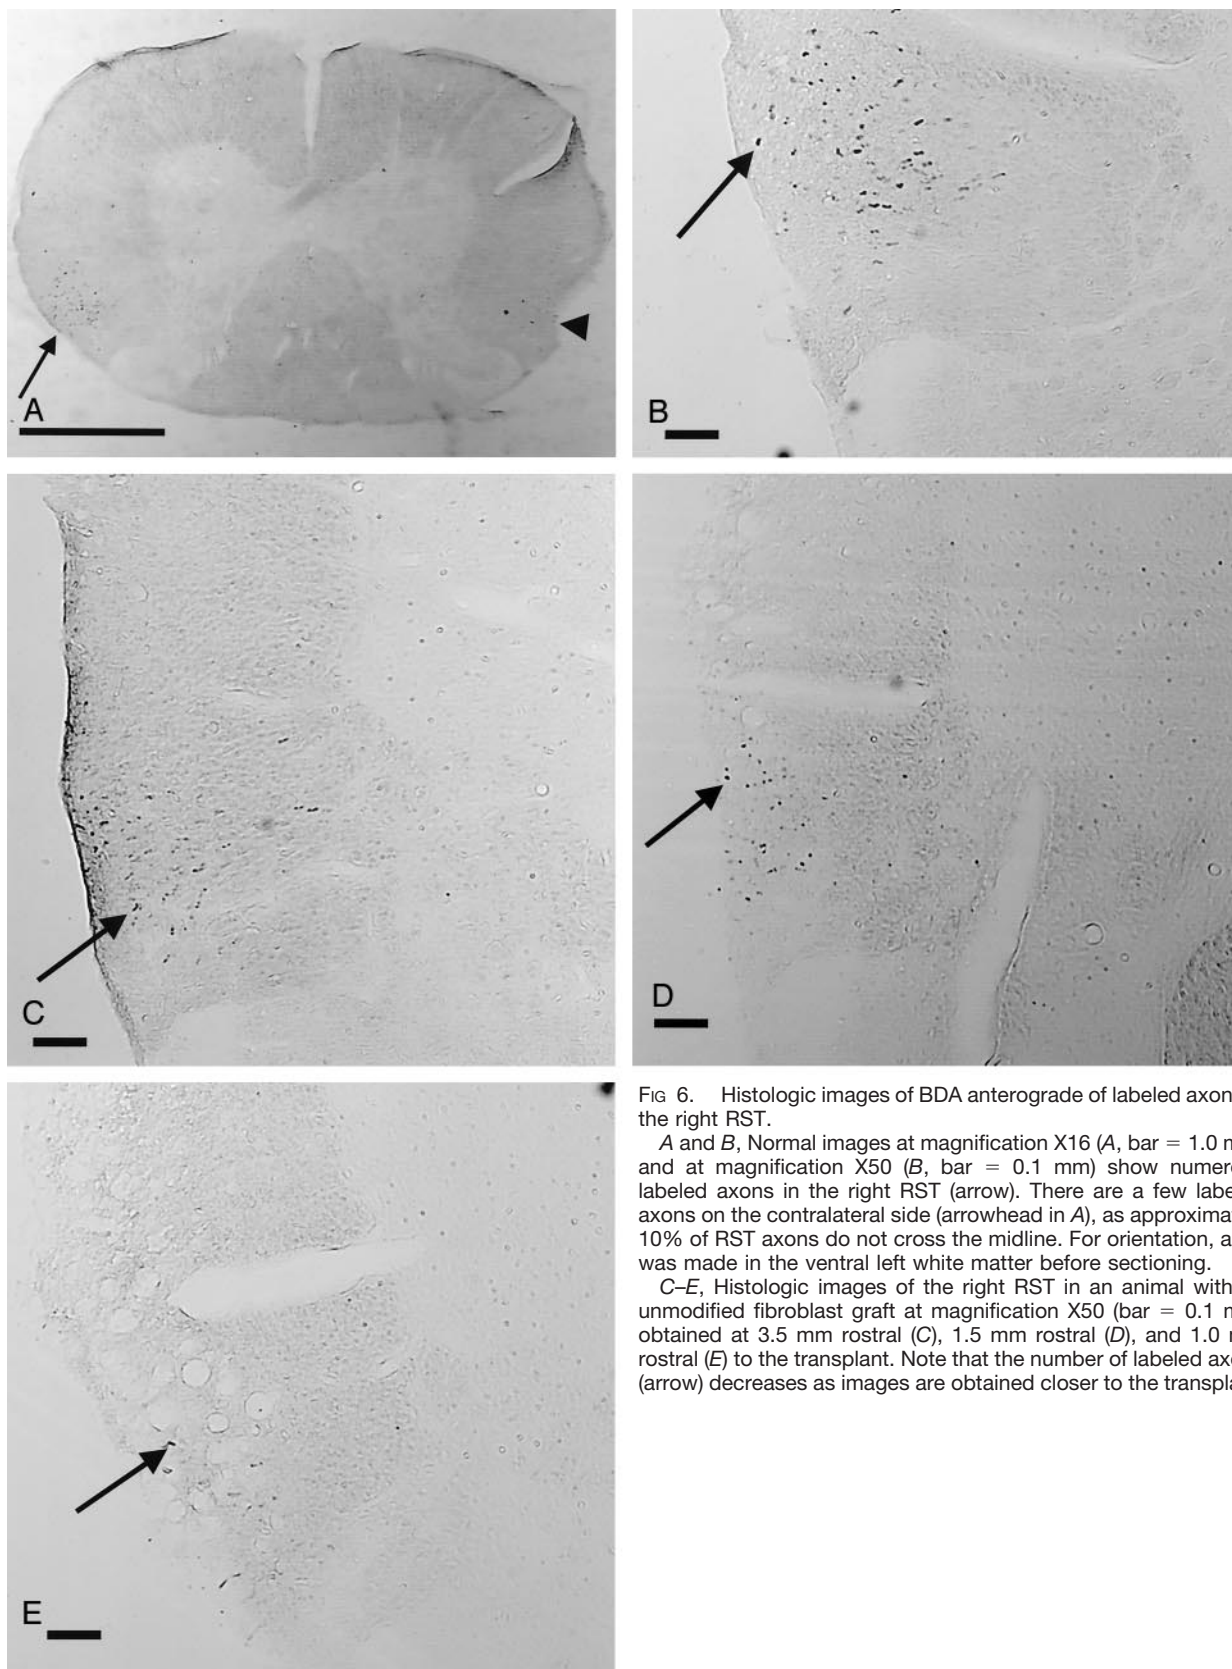 A
B
C
D
E
FIG 6. Histologic images of BDA anterograde of labeled axon
the right RST.
A and B, Normal images at magnification X16 (A, bar = 1.0 m
and at magnification X50 (B, bar = 0.1 mm) show numer
labeled axons in the right RST (arrow). There are a few labe
axons on the contralateral side (arrowhead in A), as approxima
10% of RST axons do not cross the midline. For orientation, a
was made in the ventral left white matter before sectioning.
C–E, Histologic images of the right RST in an animal with
unmodified fibroblast graft at magnification X50 (bar = 0.1 m
obtained at 3.5 mm rostral (C), 1.5 mm rostral (D), and 1.0 m
rostral (E) to the transplant. Note that the number of labeled ax
(arrow) decreases as images are obtained closer to the transpla